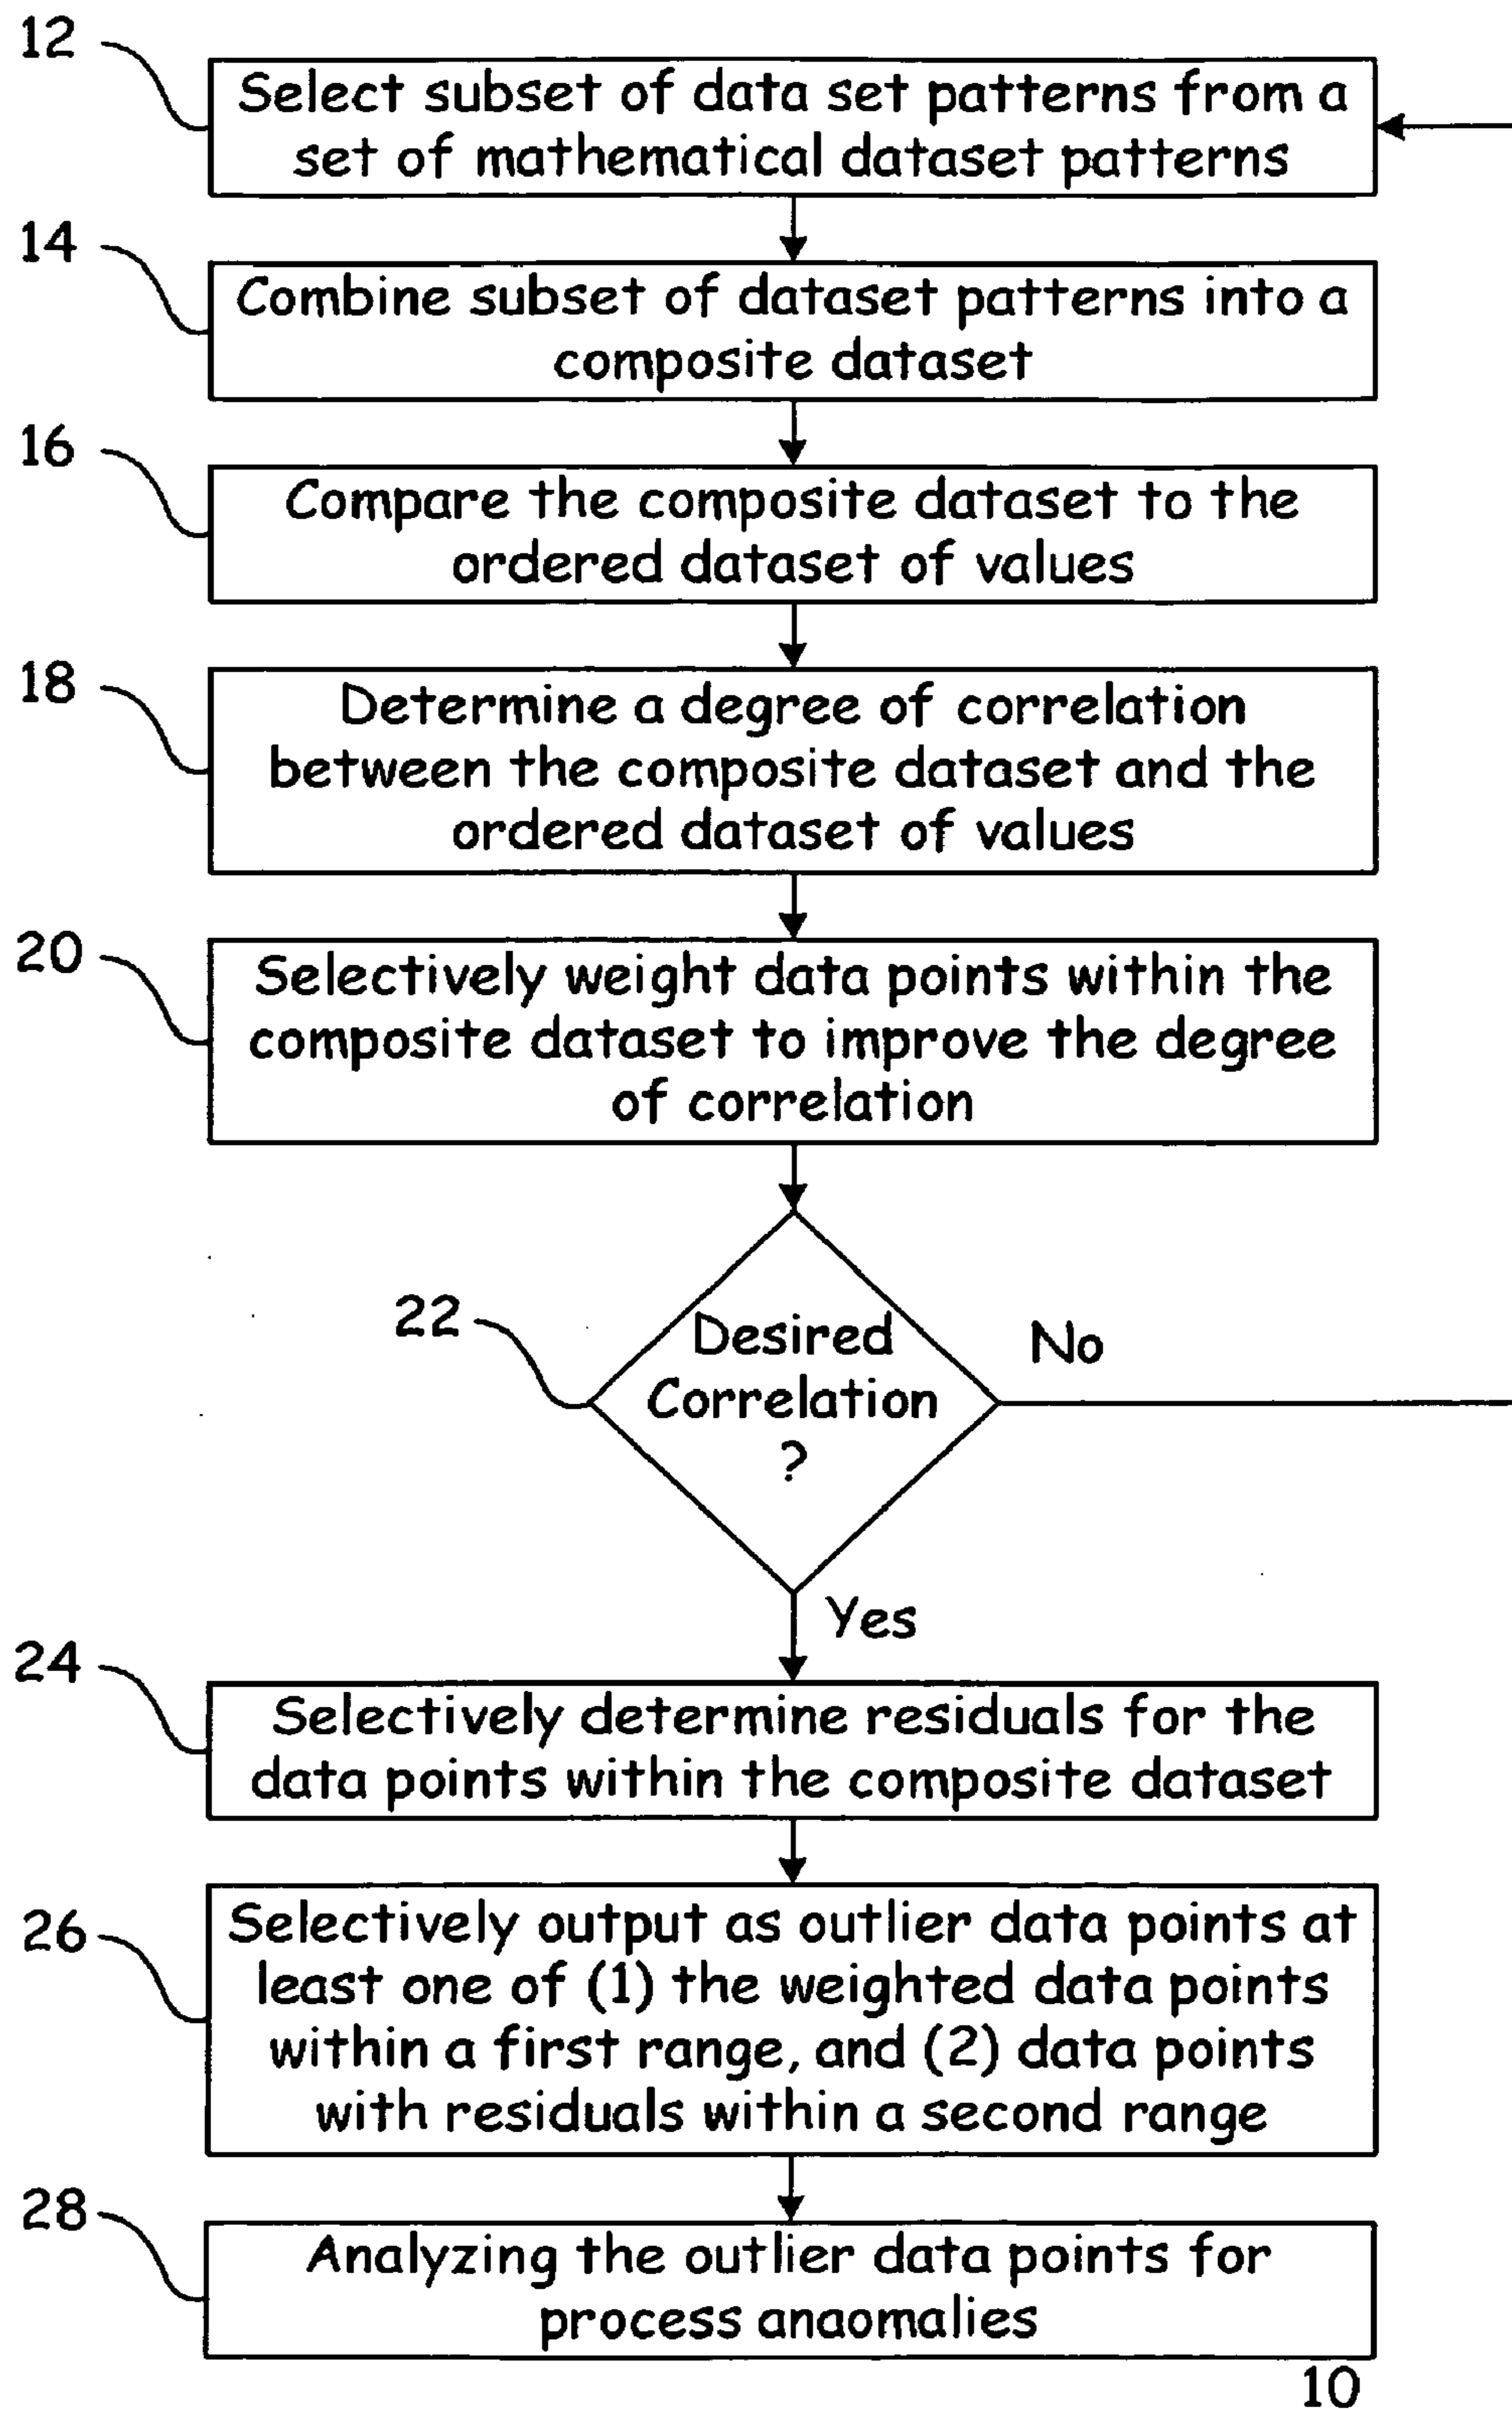 12
Select subset of data set patterns from a
set of mathematical dataset patterns
14
Combine subset of dataset patterns into a
composite dataset
16
Compare the composite dataset to the
ordered dataset of values
18
Determine a degree of correlation
between the composite dataset and the
ordered dataset of values
20
Selectively weight data points within the
composite dataset to improve the degree
of correlation
22
Desired
Correlation
?
No
Yes
24
Selectively determine residuals for the
data points within the composite dataset
26
Selectively output as outlier data points at
least one of (1) the weighted data points
within a first range, and (2) data points
with residuals within a second range
28
Analyzing the outlier data points for
process anaomalies
10